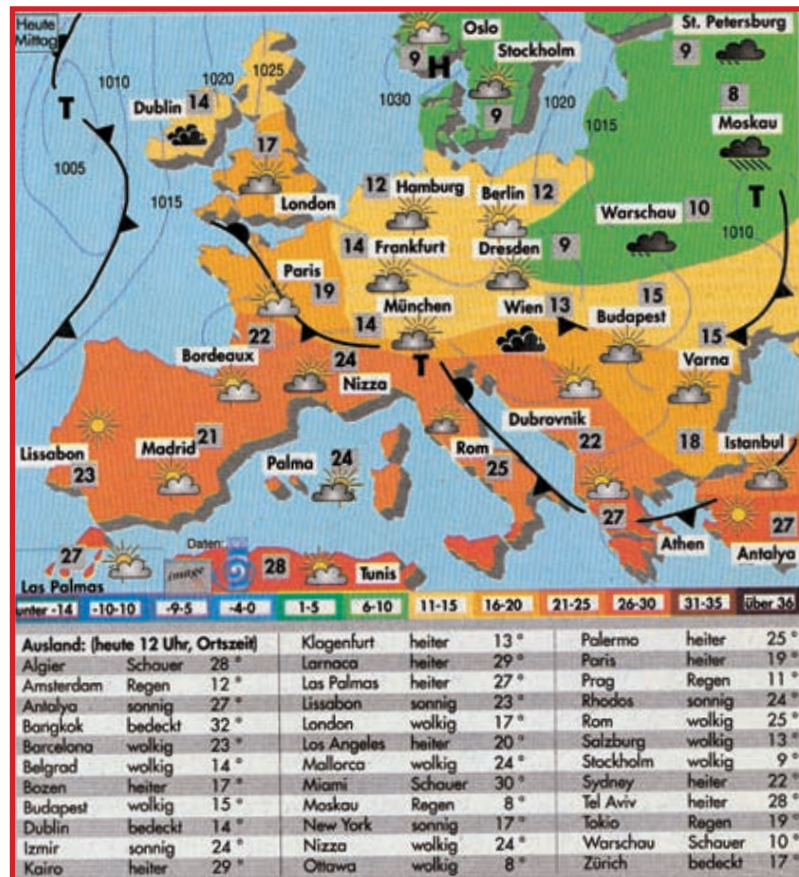 Heute
Mittag
Oslo
St. Petersburg
9
H
Stockholm
9
1010
1020
1025
T
Dublin 14
1030
9
1020
8
Moskau
1015
1005
17
1015
12 Hamburg
Berlin 12
T
London
Warschau 10
1010
14 Frankfurt
Dresden 9
Paris
19
München
Wien 13
15
Budapest
22
14
15
Bordeaux
24
T
Varna
Nizza
Dubrovnik
Lissabon
Madrid 21
22
18
Istanbul
23
Palma 24
Rom
25
27
27
Athen
Antalya
27
Daten:
image
28
Tunis
Las Palmas
unter -14 -10-10 -9-5 -4-0 1-5 6-10 11-15 16-20 21-25 26-30 31-35 über 36
Ausland: (heute 12 Uhr, Ortszeit)
Algier Schauer 28°
Amsterdam Regen 12°
Antalya sonnig 27°
Bangkok bedeckt 32°
Barcelona wolkig 23°
Belgrad wolkig 14°
Bozen heiter 17°
Budapest wolkig 15°
Dublin bedeckt 14°
Izmir sonnig 24°
Kairo heiter 29°
Klagenfurt heiter 13°
Larnaca heiter 29°
Las Palmas heiter 27°
Lissabon sonnig 23°
London wolkig 17°
Los Angeles heiter 20°
Mallorca wolkig 24°
Miami Schauer 30°
Moskau Regen 8°
New York sonnig 17°
Nizza wolkig 24°
Ottawa wolkig 8°
Palermo heiter 25°
Paris heiter 19°
Prag Regen 11°
Rhodos sonnig 24°
Rom wolkig 25°
Salzburg wolkig 13°
Stockholm wolkig 9°
Sydney heiter 22°
Tel Aviv heiter 28°
Tokio Regen 19°
Warschau Schauer 10°
Zürich bedeckt 17°